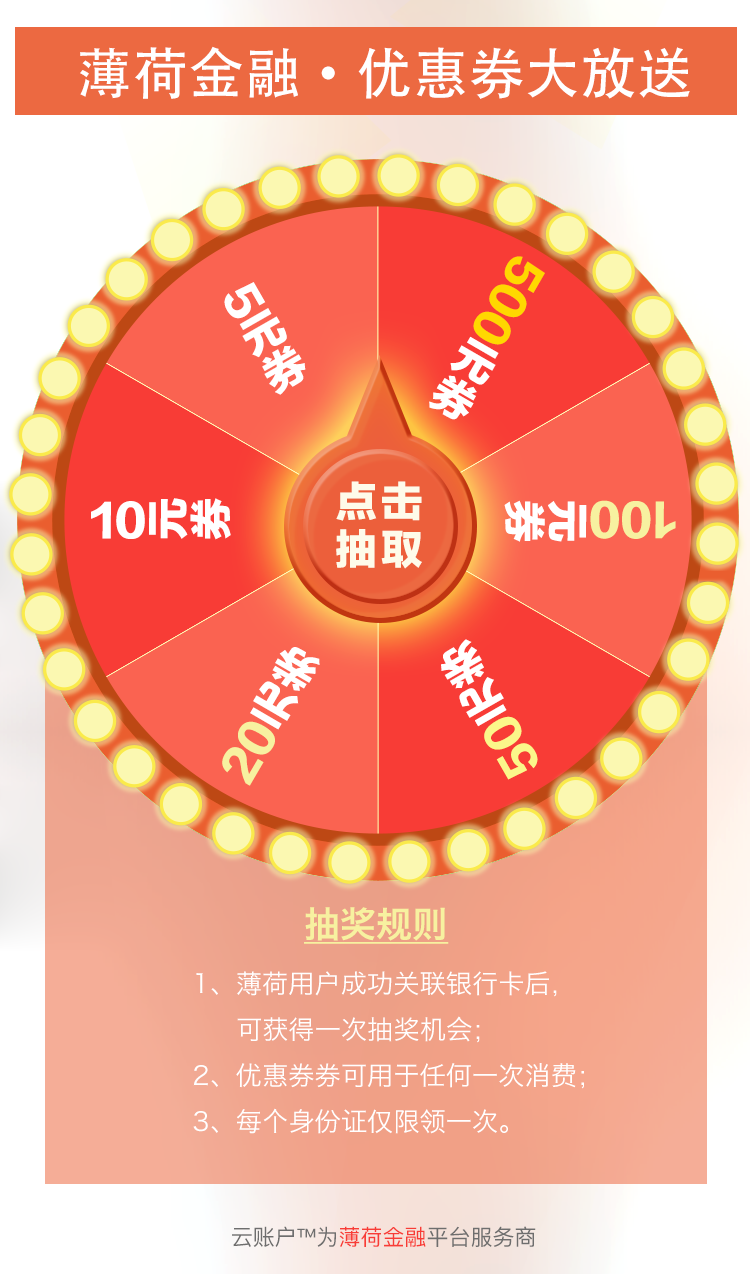 薄荷金融·优惠券大放送
5元券
500元券
10元券
点击
抽取
100元券
20元券
50元券
抽奖规则
1、薄荷用户成功关联银行卡后,
可获得一次抽奖机会;
2、优惠券券可用于任何一次消费;
3、每个身份证仅限领一次。
云账户™为薄荷金融平台服务商